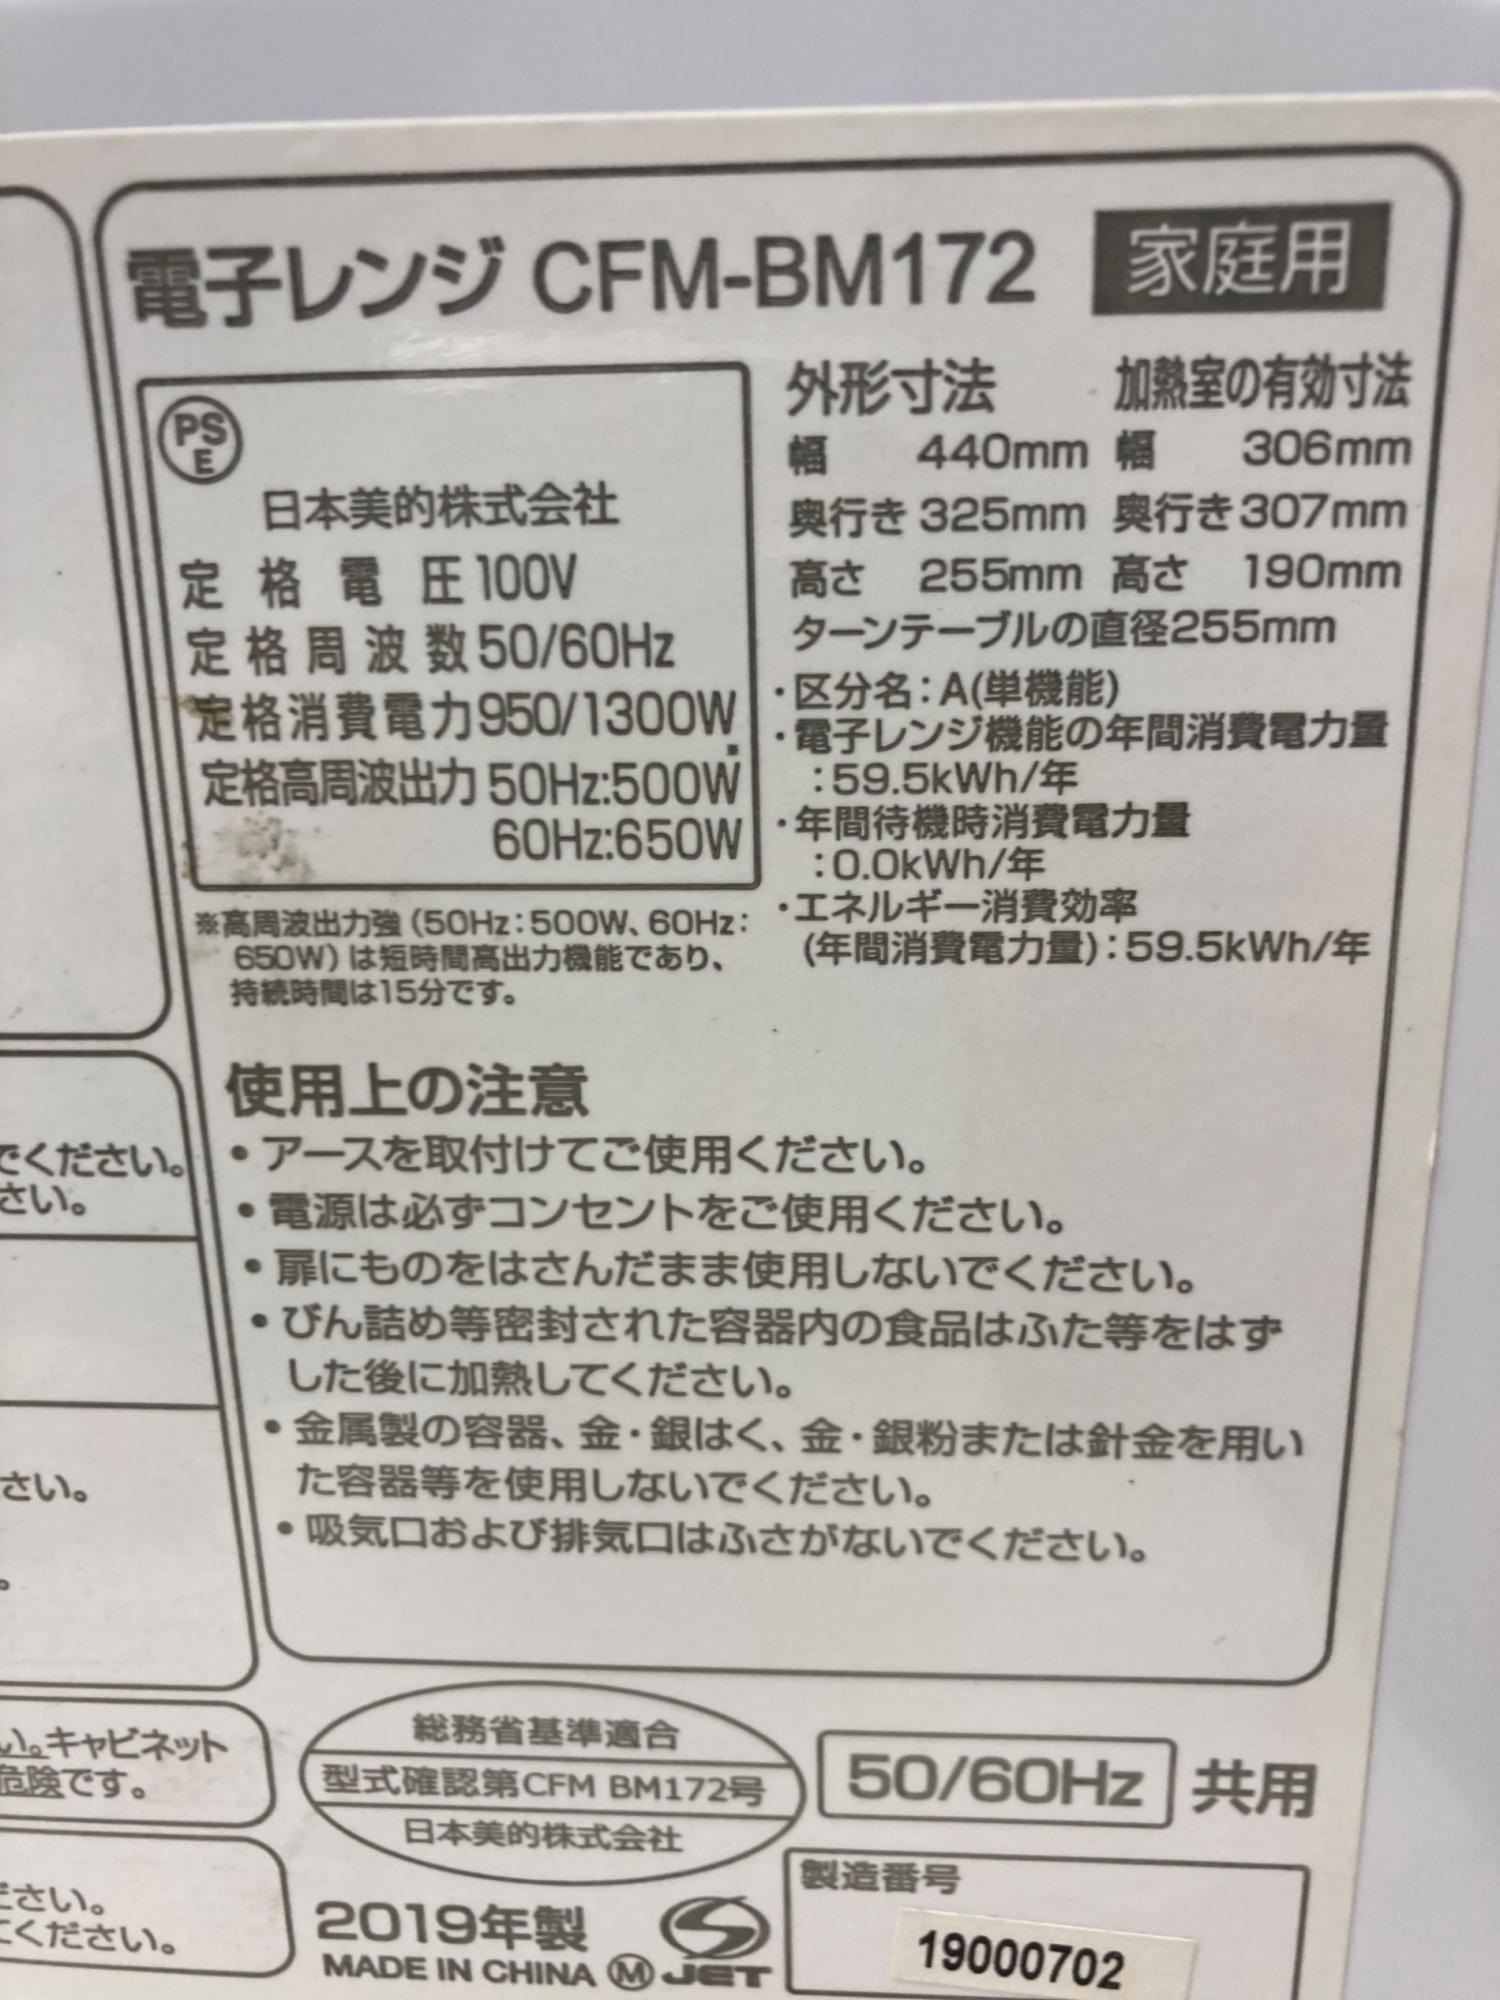 電子レンジ CFM-BM172 家庭用
PS
E
日本美的株式会社
定格電圧100V
定格周波数50/60Hz
定格消費電力950/1300W
※
定格高周波出力 50Hz:500W
60Hz:650W
※高周波出力強(50Hz:500W、60Hz:
650W)は短時間高出力機能であり、
持続時間は15分です。
外形寸法
幅 440mm
奥行き 325mm
高さ 255mm
加熱室の有効寸法
幅 306mm
奥行き307mm
高さ 190mm
ターンテーブルの直径255mm
・区分名:A(単機能)
・電子レンジ機能の年間消費電力量
:59.5kWh/年
・年間待機時消費電力量
:0.0kWh/年
・エネルギー消費効率
(年間消費電力量):59.5kWh/年
使用上の注意
・アースを取付けてご使用ください。
・電源は必ずコンセントをご使用ください。
・扉にものをはさんだまま使用しないでください。
・びん詰め等密封された容器内の食品はふた等をはず
した後に加熱してください。
・金属製の容器、金・銀はく、金・銀粉または針金を用い
た容器等を使用しないでください。
・吸気口および排気口はふさがないでください。
でください。
さい。
さい。
。
い。キャビネット
危険です。
ださい。
てください。
総務省基準適合
型式確認第CFM BM172号
日本美的株式会社
50/60Hz 共用
2019年製
MADE IN CHINA Ⓜ JET
製造番号
19000702